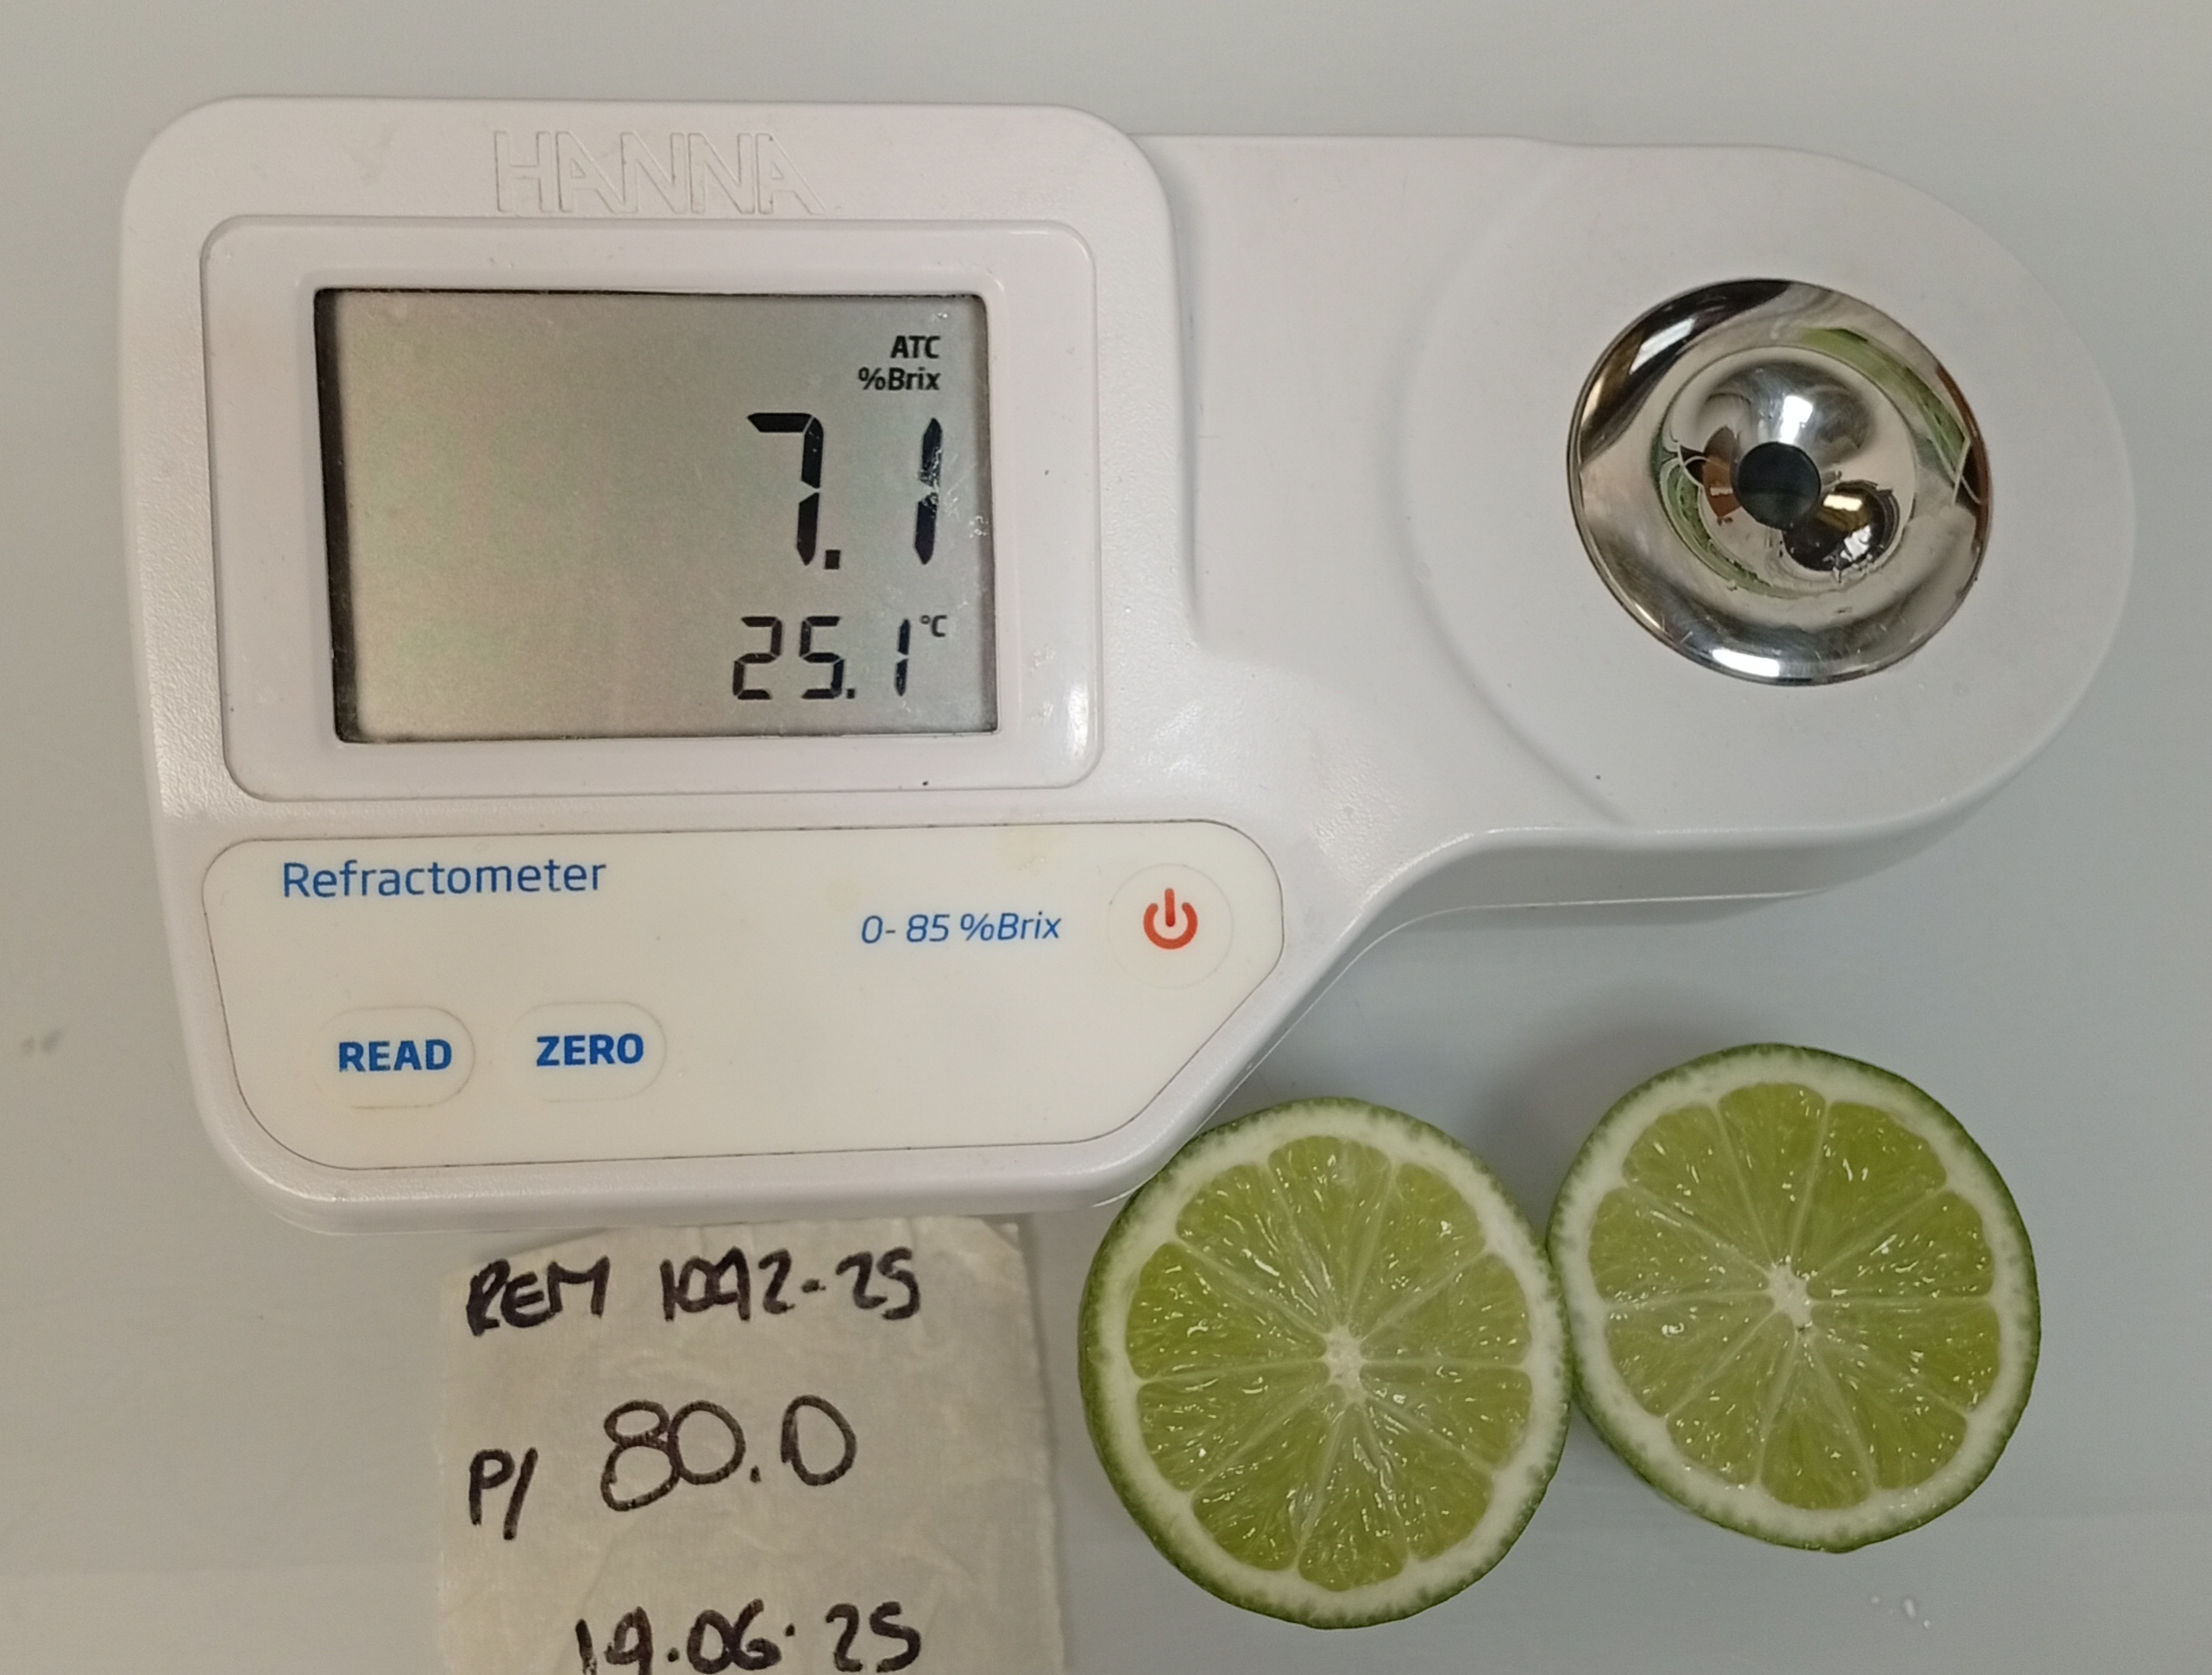 HANNA
ATC
%Brix
7.1
25.1 °C
Refractometer
0-85 %Brix
READ
ZERO
REM 1092-25
P/ 80.0
19.06.25